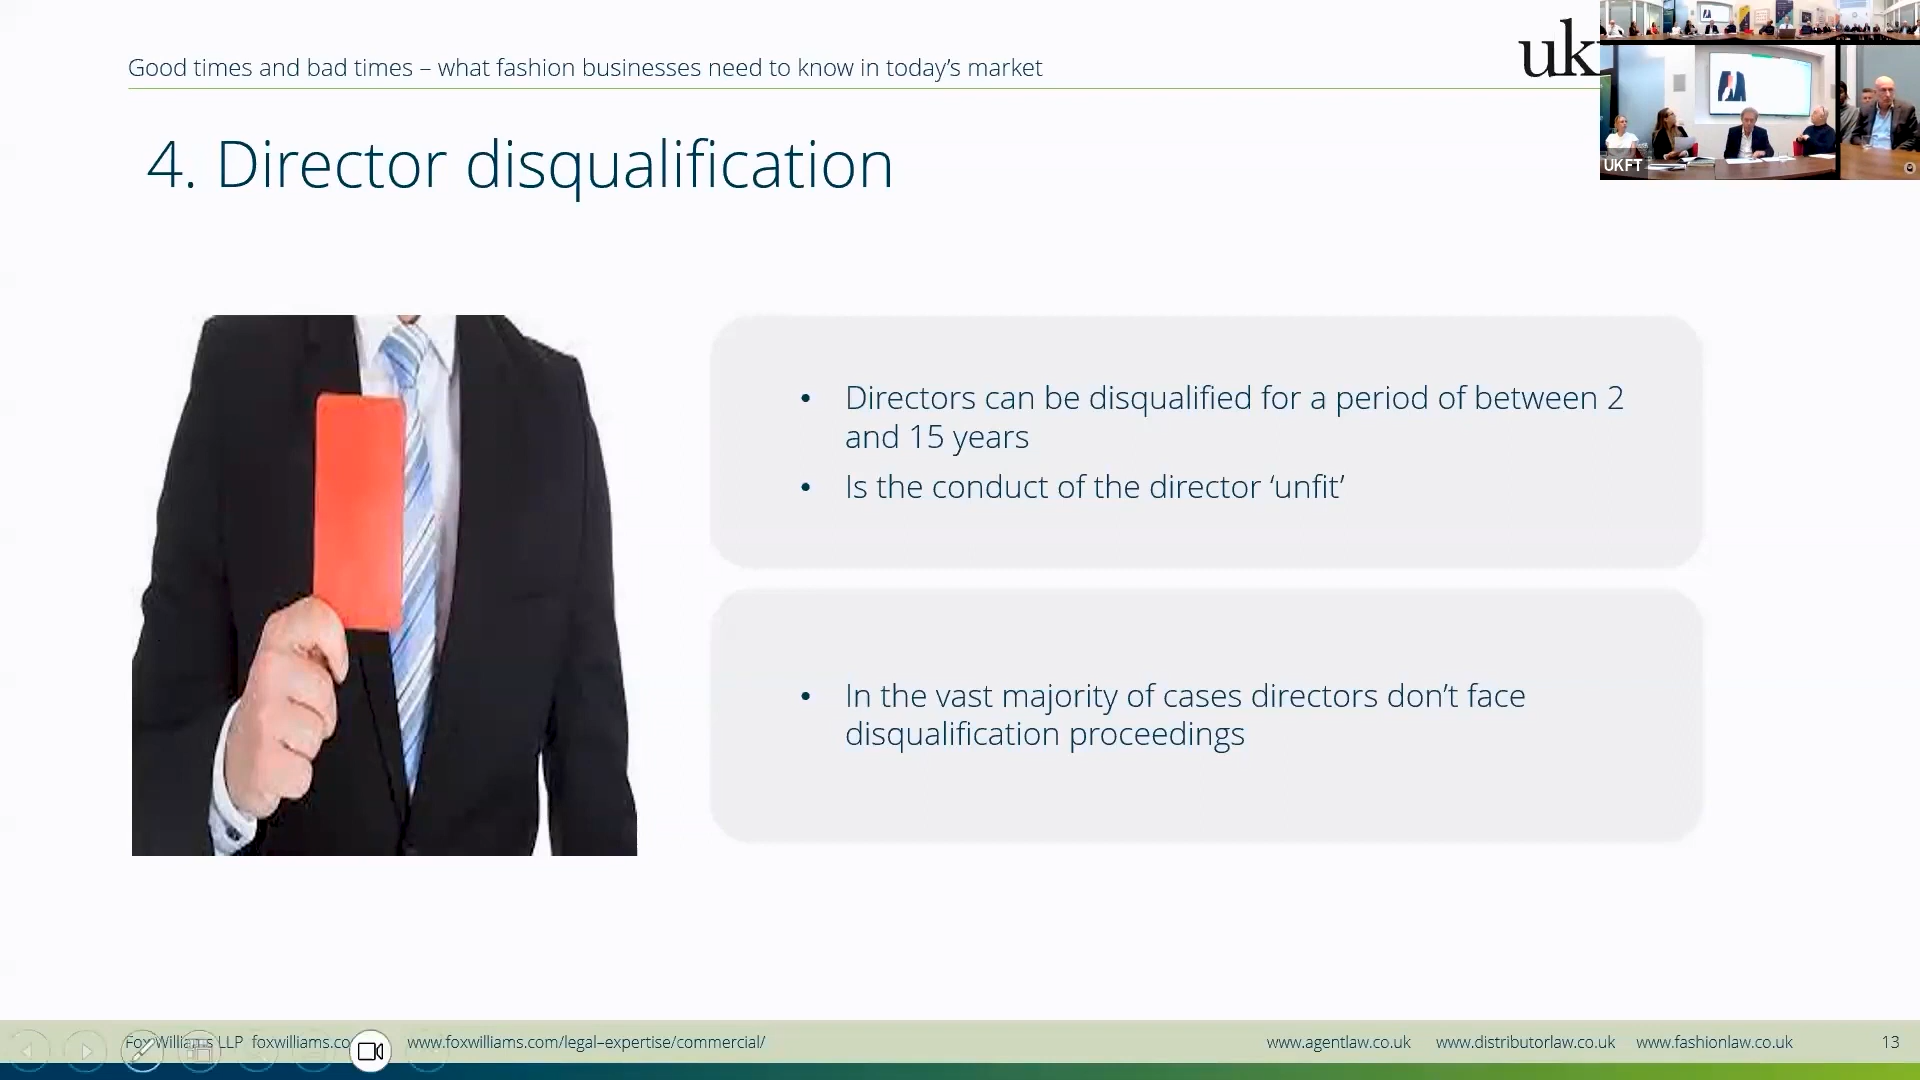 Good times and bad times – what fashion businesses need to know in today’s market
uk
UKFT
4. Director disqualification
• Directors can be disqualified for a period of between 2
and 15 years
• Is the conduct of the director ‘unfit’
• In the vast majority of cases directors don’t face
disqualification proceedings
Fox Williams LLP foxwilliams.co www.foxwilliams.com/legal–expertise/commercial/ www.agentlaw.co.uk www.distributorlaw.co.uk www.fashionlaw.co.uk 13